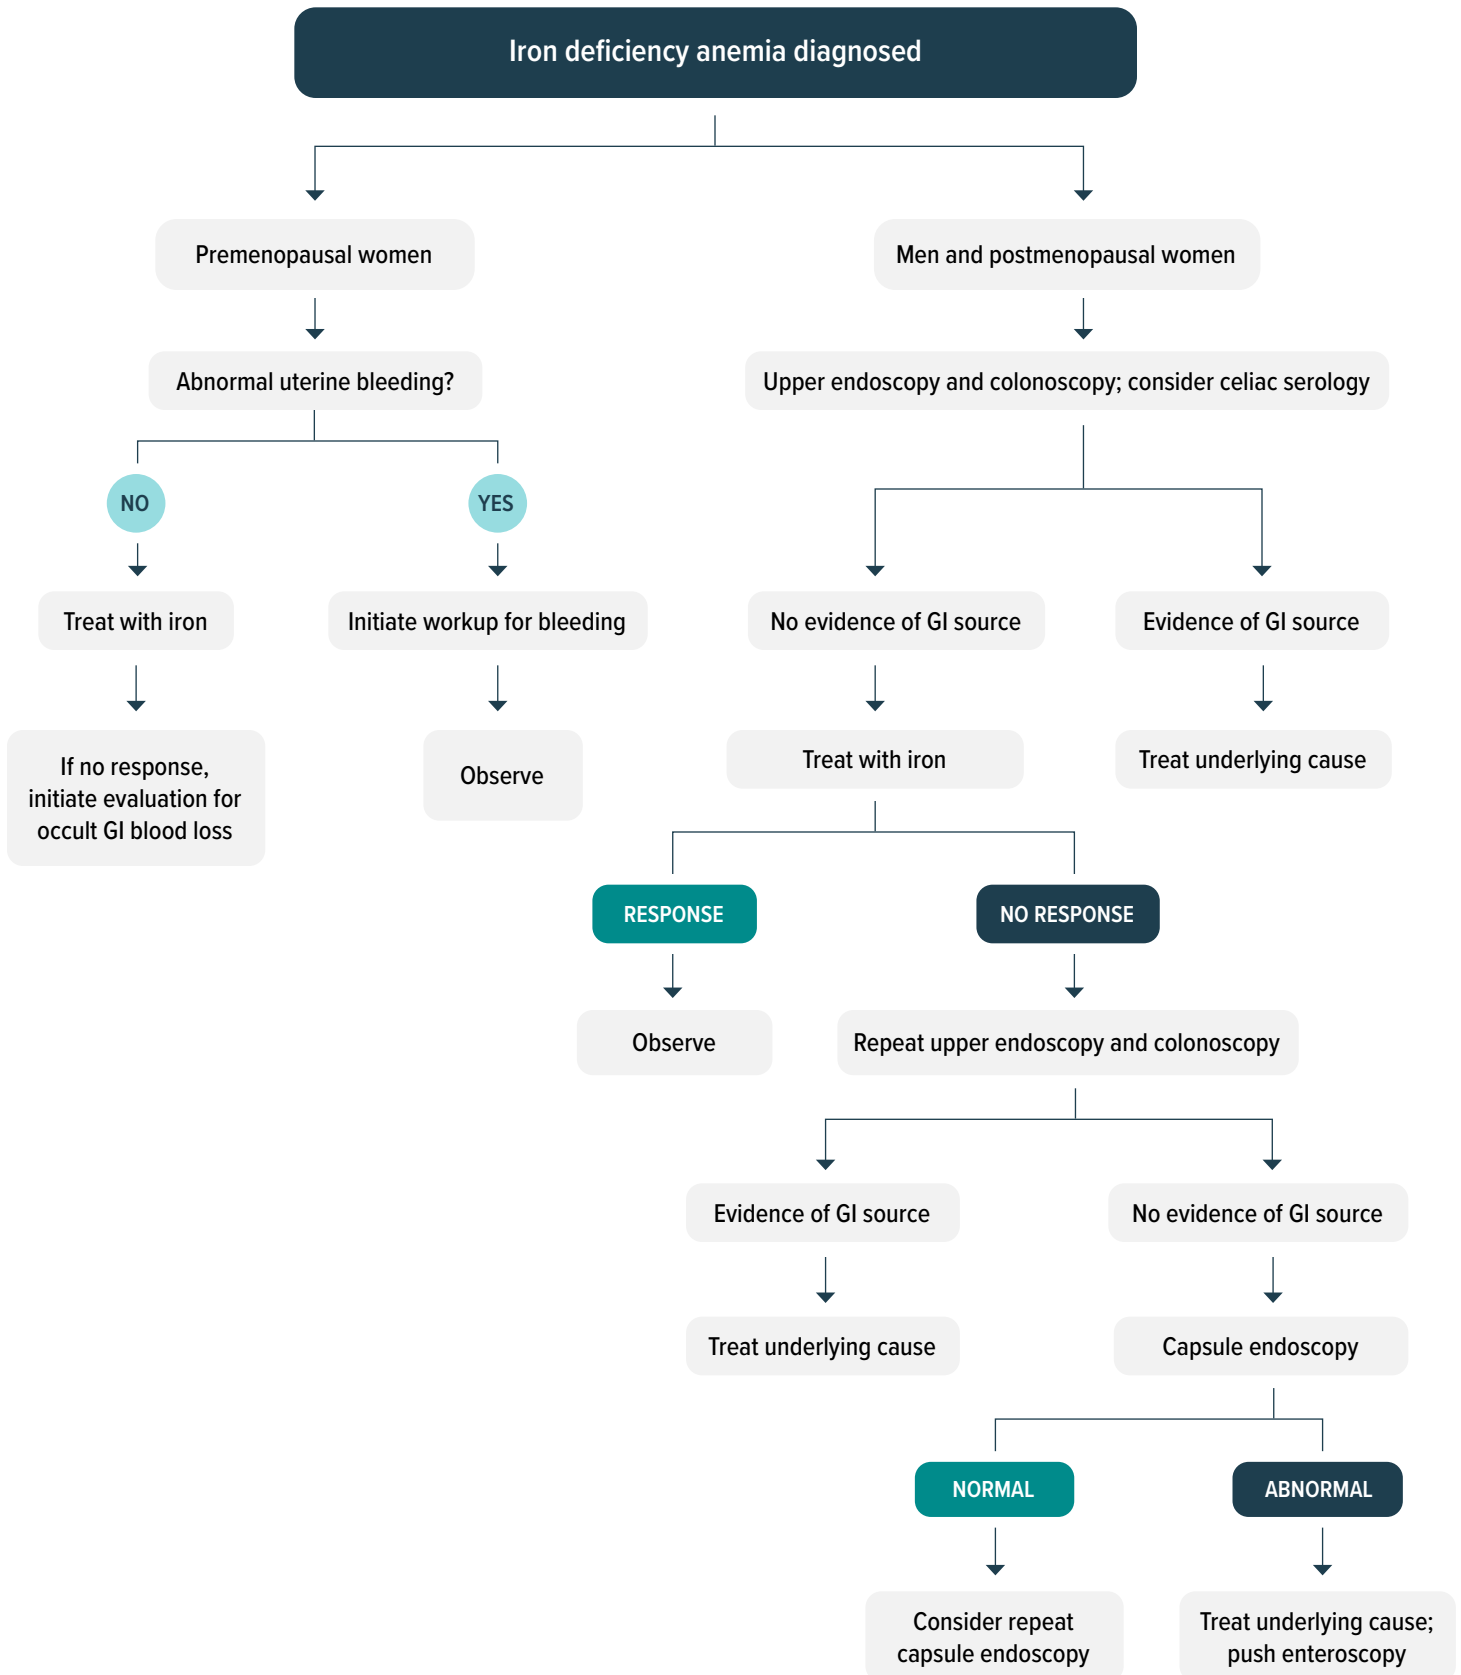 Iron deficiency anemia diagnosed
Premenopausal women
Men and postmenopausal women
Abnormal uterine bleeding?
Upper endoscopy and colonoscopy; consider celiac serology
NO
YES
Treat with iron
Initiate workup for bleeding
No evidence of GI source
Evidence of GI source
If no response,
initiate evaluation for
occult GI blood loss
Observe
Treat with iron
Treat underlying cause
RESPONSE
NO RESPONSE
Observe
Repeat upper endoscopy and colonoscopy
Evidence of GI source
No evidence of GI source
Treat underlying cause
Capsule endoscopy
NORMAL
ABNORMAL
Consider repeat
capsule endoscopy
Treat underlying cause;
push enteroscopy